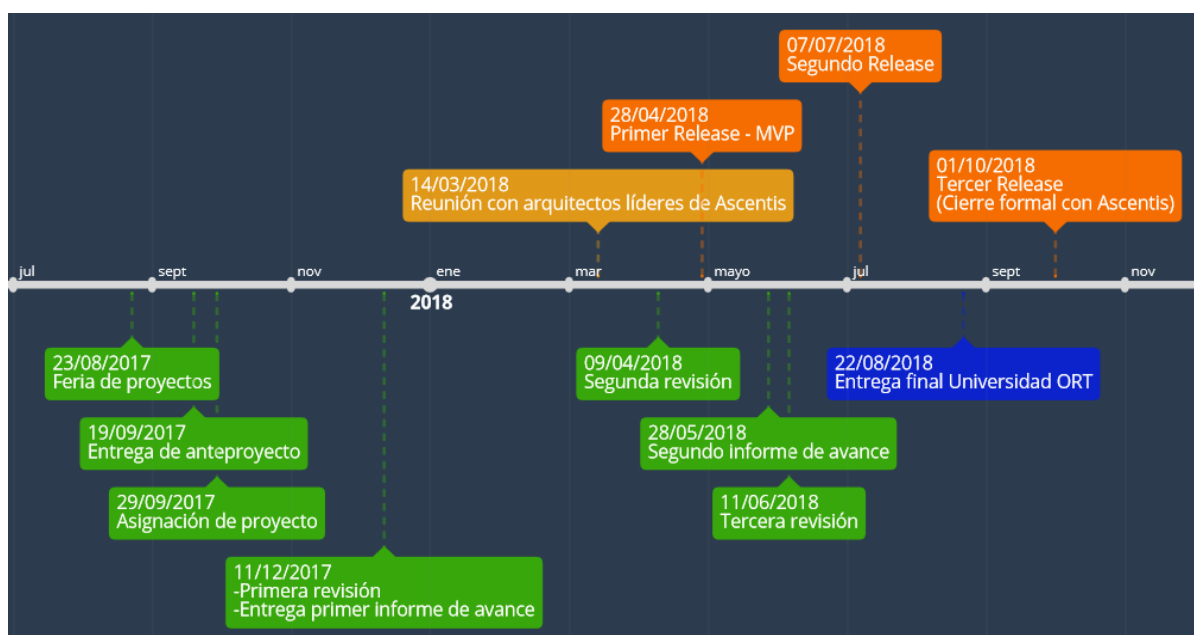 07/07/2018
Segundo Release
28/04/2018
Primer Release - MVP
01/10/2018
Tercer Release
(Cierre formal con Ascentis)
14/03/2018
Reunión con arquitectos líderes de Ascentis
jul
sept
nov
ene
mar
mayo
jul
sept
nov
2018
23/08/2017
Feria de proyectos
09/04/2018
Segunda revisión
22/08/2018
Entrega final Universidad ORT
19/09/2017
Entrega de anteproyecto
28/05/2018
Segundo informe de avance
29/09/2017
Asignación de proyecto
11/06/2018
Tercera revisión
11/12/2017
-Primera revisión
-Entrega primer informe de avance